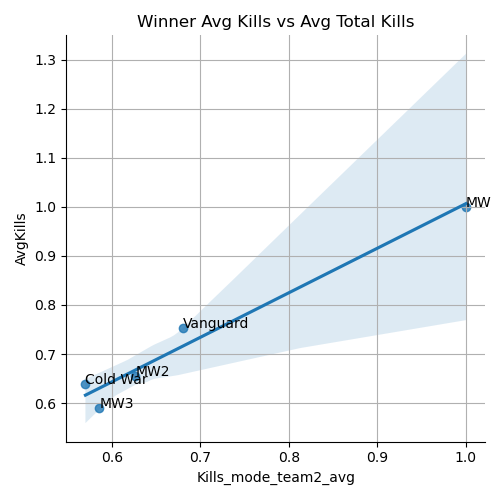 Winner Avg Kills vs Avg Total Kills
1.3
1.2
1.1
1.0
0.9
0.8
0.7
0.6
AvgKills
MW
Vanguard
MW2
Cold War
MW3
0.6 0.7 0.8 0.9 1.0
Kills_mode_team2_avg